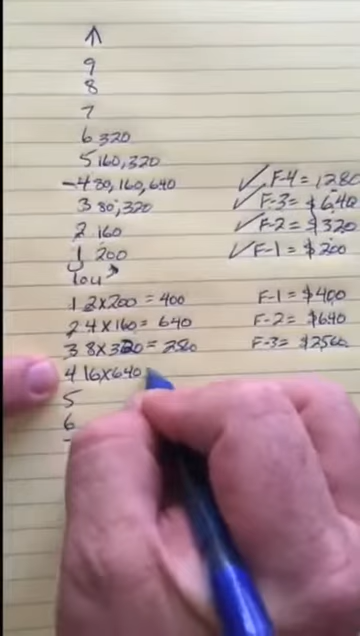 ↑
9
8
7
6 320
5 160,320
-4 80,160,640
3 80,320
2 160
1 200
You
✓ F-4 = 1280
✓ F-3 = $640
✓ F-2 = $320
✓ F-1 = $200
1 2x200 = 400
2 4x160 = 640
3 8x320 = 2560
4 16x640
5
6
F-1 = $400
F-2 = $640
F-3 = $2560